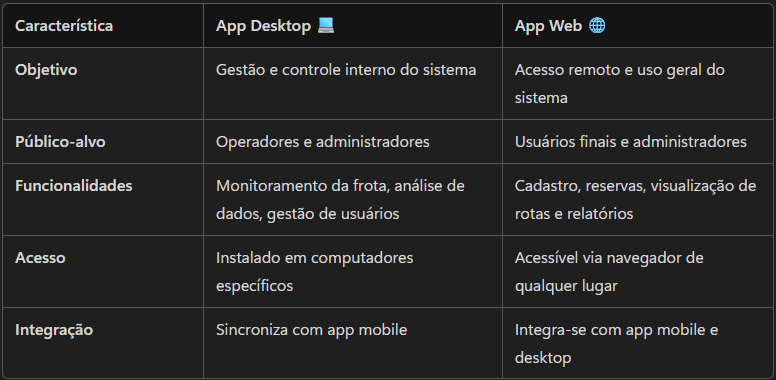 Característica App Desktop 💻 App Web 🌐
Objetivo Gestão e controle interno do sistema Acesso remoto e uso geral do
sistema
Público-alvo Operadores e administradores Usuários finais e administradores
Funcionalidades Monitoramento da frota, análise de Cadastro, reservas, visualização de
dados, gestão de usuários rotas e relatórios
Acesso Instalado em computadores Acessível via navegador de
específicos qualquer lugar
Integração Sincroniza com app mobile Integra-se com app mobile e
desktop